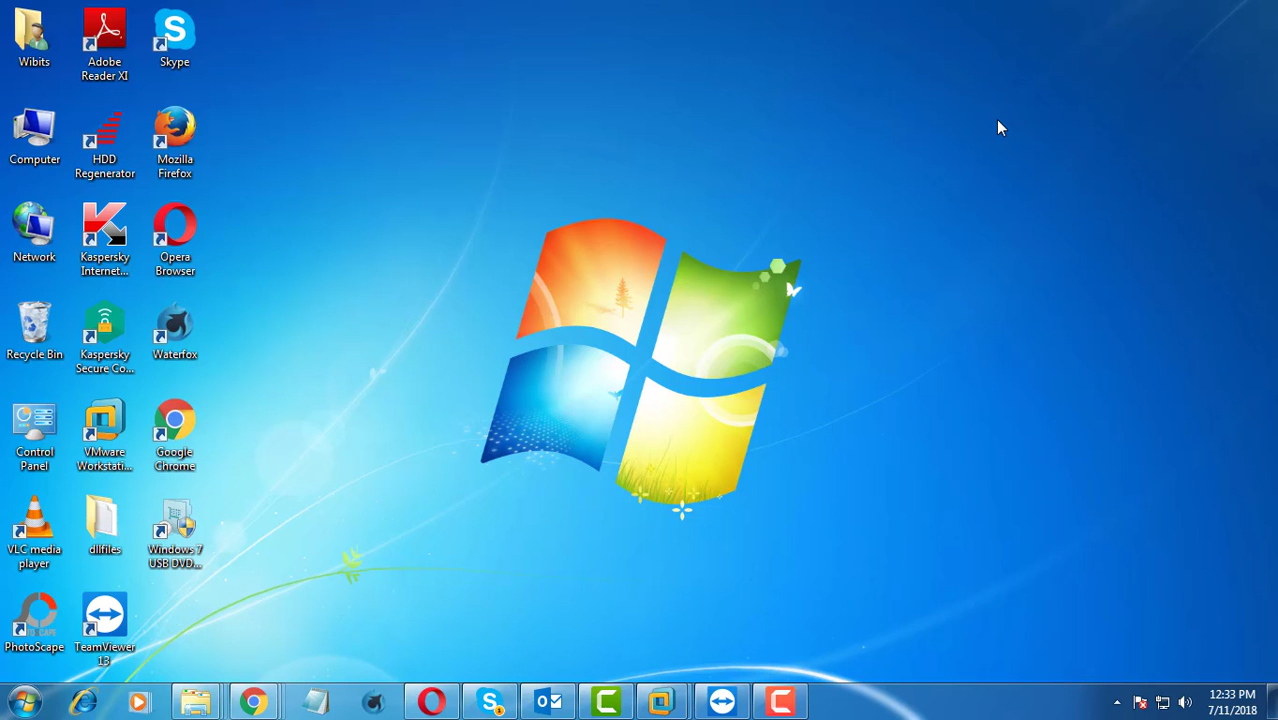 Wibits
Adobe
Reader XI
Skype
Computer
HDD
Regenerator
Mozilla
Firefox
Network
Kaspersky
Internet...
Opera
Browser
Recycle Bin
Kaspersky
Secure Co...
Waterfox
Control
Panel
VMware
Workstati...
Google
Chrome
VLC media
player
dllfiles
Windows 7
USB DVD...
PhotoScape
TeamViewer
13
12:33 PM
7/11/2018